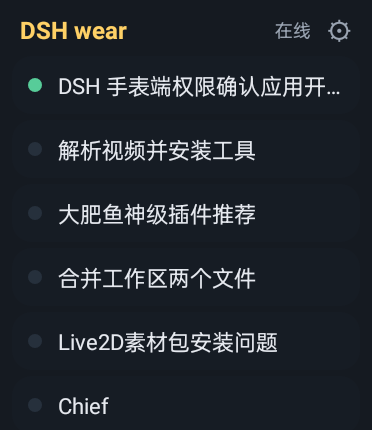 DSH wear
在线
DSH 手表端权限确认应用开...
解析视频并安装工具
大肥鱼神级插件推荐
合并工作区两个文件
Live2D素材包安装问题
Chief